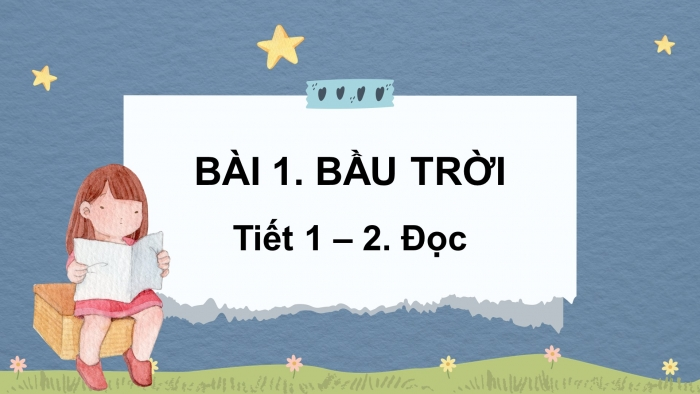 BÀI 1. BẦU TRỜI
Tiết 1 – 2. Đọc